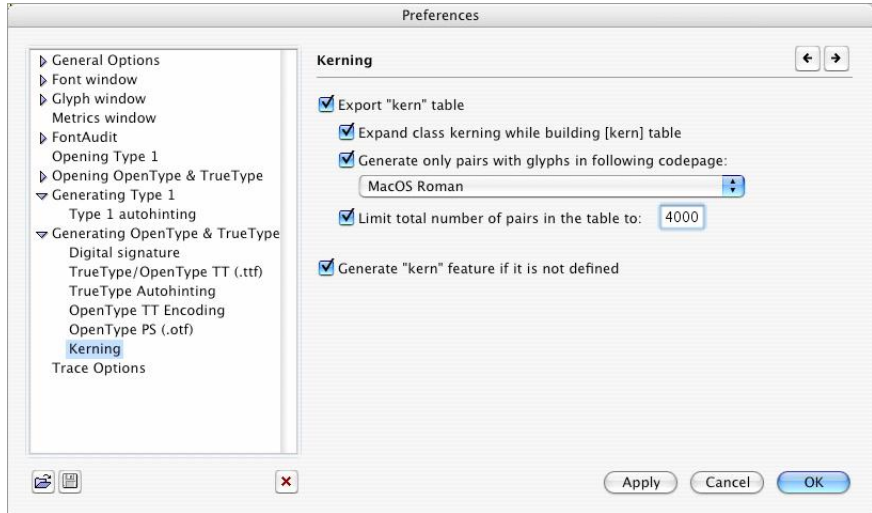 Preferences
General Options
Font window
Glyph window
Metrics window
FontAudit
Opening Type 1
Opening OpenType & TrueType
Generating Type 1
Type 1 autohinting
Generating OpenType & TrueType
Digital signature
TrueType/OpenType TT (.ttf)
TrueType Autohinting
OpenType TT Encoding
OpenType PS (.otf)
Kerning
Trace Options
Kerning
Export "kern" table
Expand class kerning while building [kern] table
Generate only pairs with glyphs in following codepage:
MacOS Roman
Limit total number of pairs in the table to: 4000
Generate "kern" feature if it is not defined
Apply Cancel OK